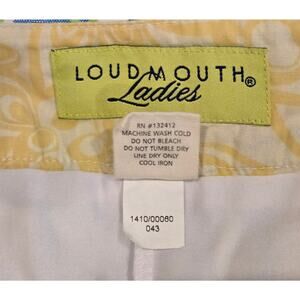 LOUDMOUTH®
Ladies
RN #132412
MACHINE WASH COLD
DO NOT BLEACH
DO NOT TUMBLE DRY
LINE DRY ONLY
COOL IRON
1410/00080
043